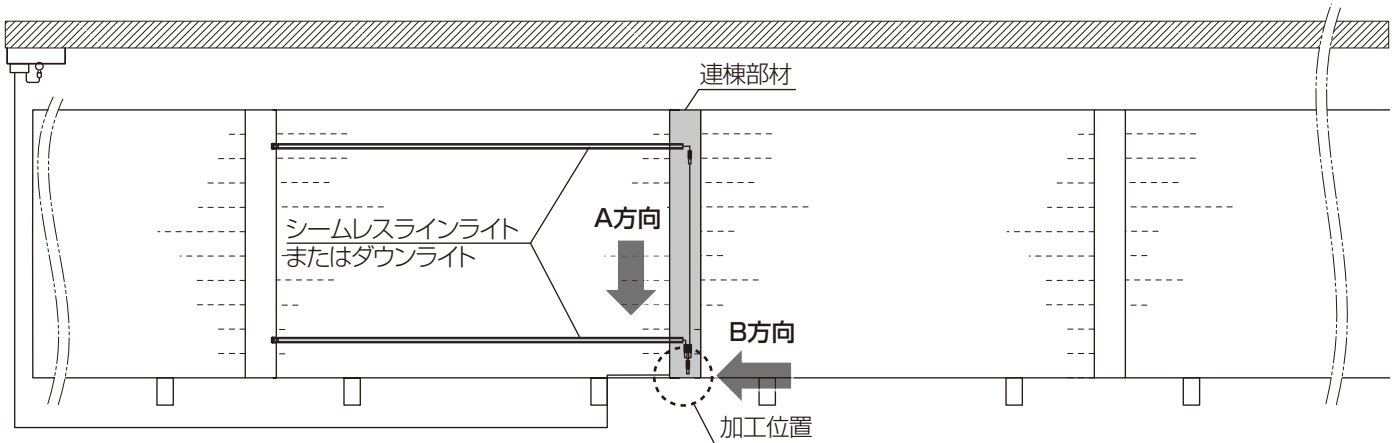 連棟部材
シームレスラインライト
またはダウンライト
A方向
B方向
加工位置